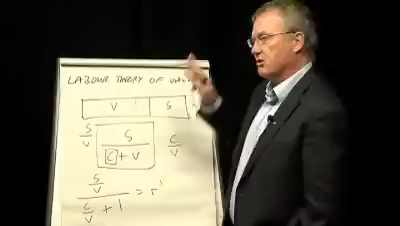 LABOUR THEORY OF
V S
S/V S/(C+V) C/V
(S/V)/(C/V + 1) = r'